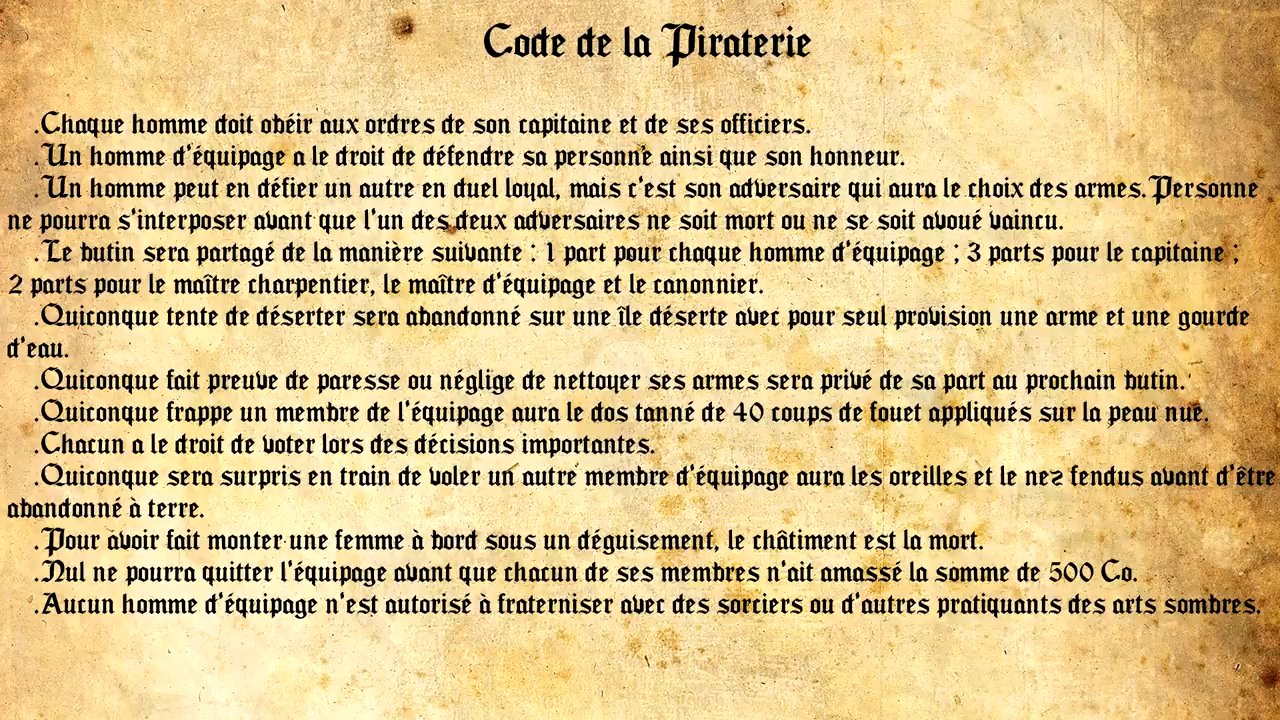 Code de la Piraterie
.Chaque homme doit obéir aux ordres de son capitaine et de ses officiers.
.Un homme d'équipage a le droit de défendre sa personne ainsi que son honneur.
.Un homme peut en défier un autre en duel loyal, mais c'est son adversaire qui aura le choix des armes. Personne
ne pourra s'interposer avant que l'un des deux adversaires ne soit mort ou ne se soit avoué vaincu.
.Le butin sera partagé de la manière suivante : 1 part pour chaque homme d'équipage ; 3 parts pour le capitaine ;
2 parts pour le maître charpentier, le maître d'équipage et le canonnier.
.Quiconque tente de déserter sera abandonné sur une île déserte avec pour seul provision une arme et une gourde
d'eau.
.Quiconque fait preuve de paresse ou néglige de nettoyer ses armes sera privé de sa part au prochain butin.
.Quiconque frappe un membre de l'équipage aura le dos tanné de 40 coups de fouet appliqués sur la peau nue.
.Chacun a le droit de voter lors des décisions importantes.
.Quiconque sera surpris en train de voler un autre membre d'équipage aura les oreilles et le nez fendus avant d'être
abandonné à terre.
.Pour avoir fait monter une femme à bord sous un déguisement, le châtiment est la mort.
.Nul ne pourra quitter l'équipage avant que chacun de ses membres n'ait amassé la somme de 500 Co.
.Aucun homme d'équipage n'est autorisé à fraterniser avec des sorciers ou d'autres pratiquants des arts sombres.